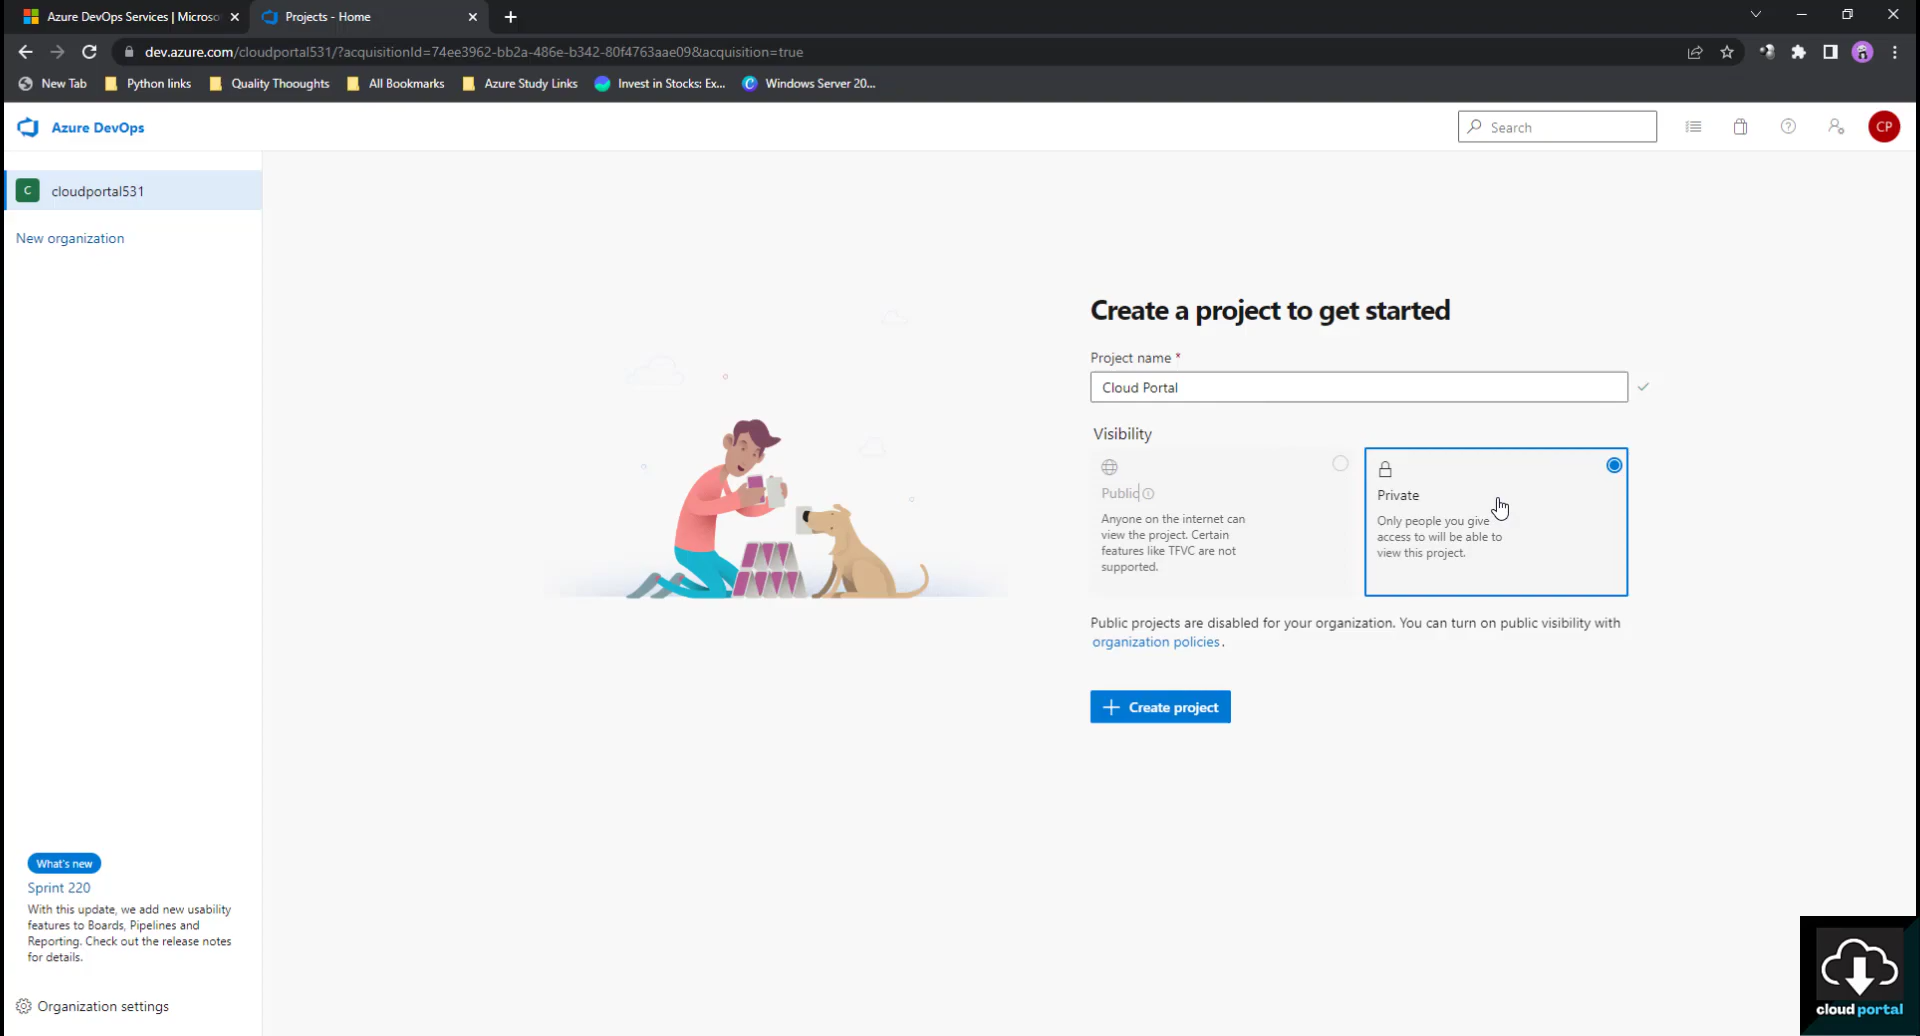 Azure DevOps Services | Microso
Projects - Home
dev.azure.com/cloudportal531/?acquisitionId=74ee3962-bb2a-486e-b342-80f4763aae09&acquisition=true
New Tab
Python links
Quality Thooughts
All Bookmarks
Azure Study Links
Invest in Stocks: Ex...
Windows Server 20...
Azure DevOps
Search
CP
C
cloudportal531
New organization
Create a project to get started
Project name *
Cloud Portal
Visibility
Public
Anyone on the internet can
view the project. Certain
features like TFVC are not
supported.
Private
Only people you give
access to will be able to
view this project.
Public projects are disabled for your organization. You can turn on public visibility with
organization policies.
Create project
What's new
Sprint 220
With this update, we add new usability
features to Boards, Pipelines and
Reporting. Check out the release notes
for details.
Organization settings
cloud portal